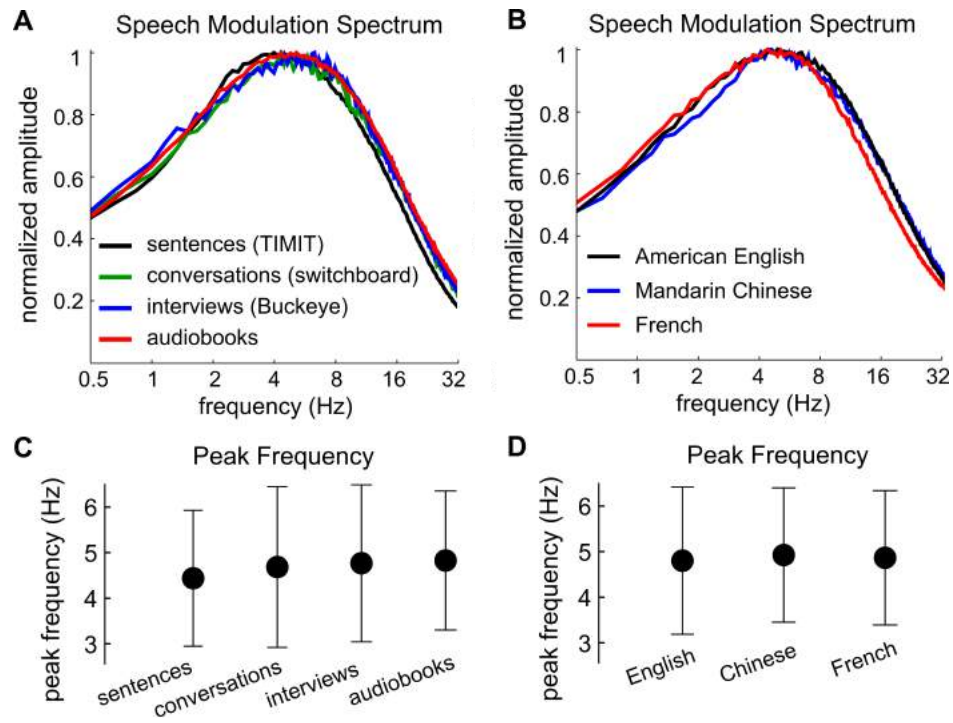 A
Speech Modulation Spectrum
normalized amplitude
1
0.8
0.6
0.4
0.2
sentences (TIMIT)
conversations (switchboard)
interviews (Buckeye)
audiobooks
0.5 1 2 4 8 16 32
frequency (Hz)
B
Speech Modulation Spectrum
normalized amplitude
1
0.8
0.6
0.4
0.2
American English
Mandarin Chinese
French
0.5 1 2 4 8 16 32
frequency (Hz)
C
Peak Frequency
peak frequency (Hz)
6
5
4
3
sentences
conversations
interviews
audiobooks
D
Peak Frequency
peak frequency (Hz)
6
5
4
3
English
Chinese
French